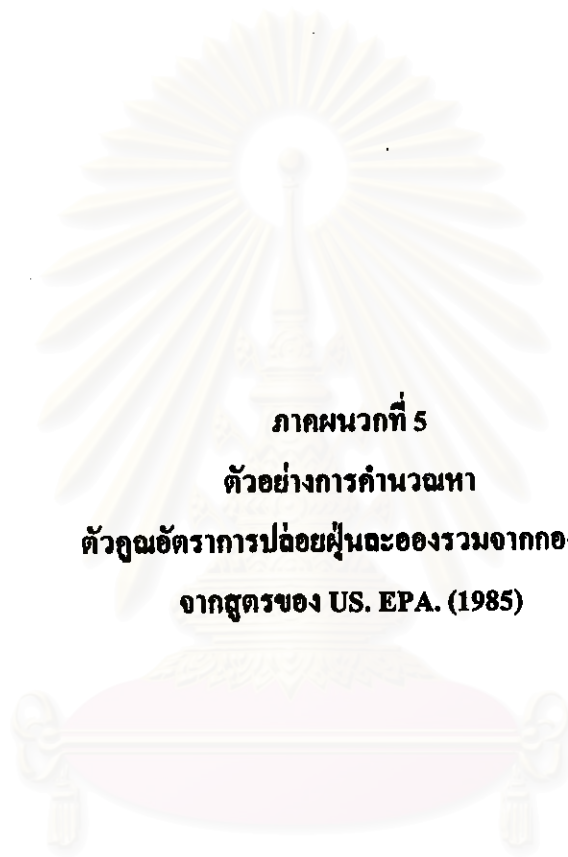 ภาคผนวกที่ 5
ตัวอย่างการคำนวณหา
ตัวคูณอัตราการปล่อยฝุ่นละอองรวมจากกอ
จากสูตรของ US. EPA. (1985)